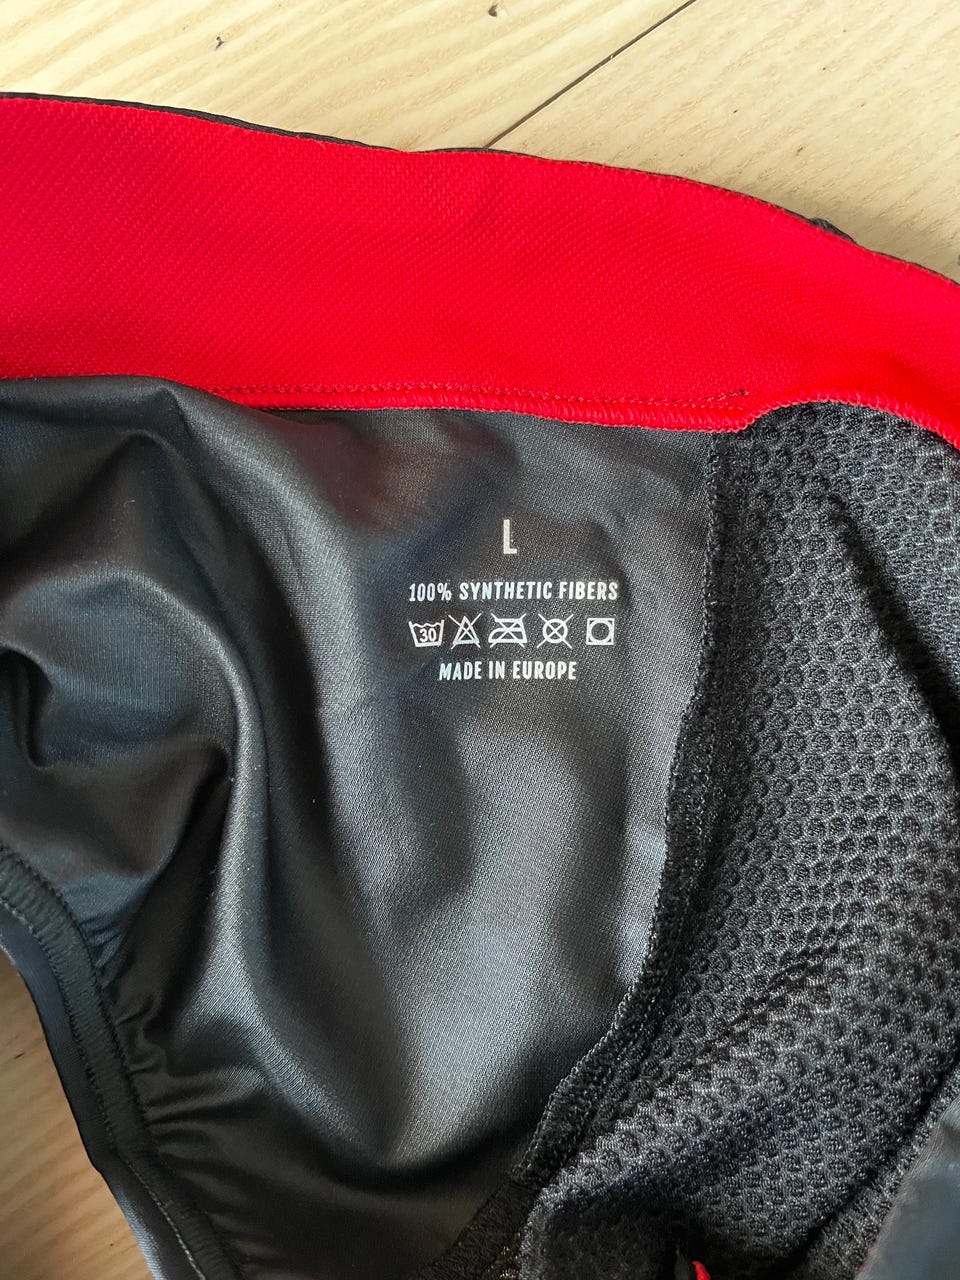 L
100% SYNTHETIC FIBERS
30
MADE IN EUROPE